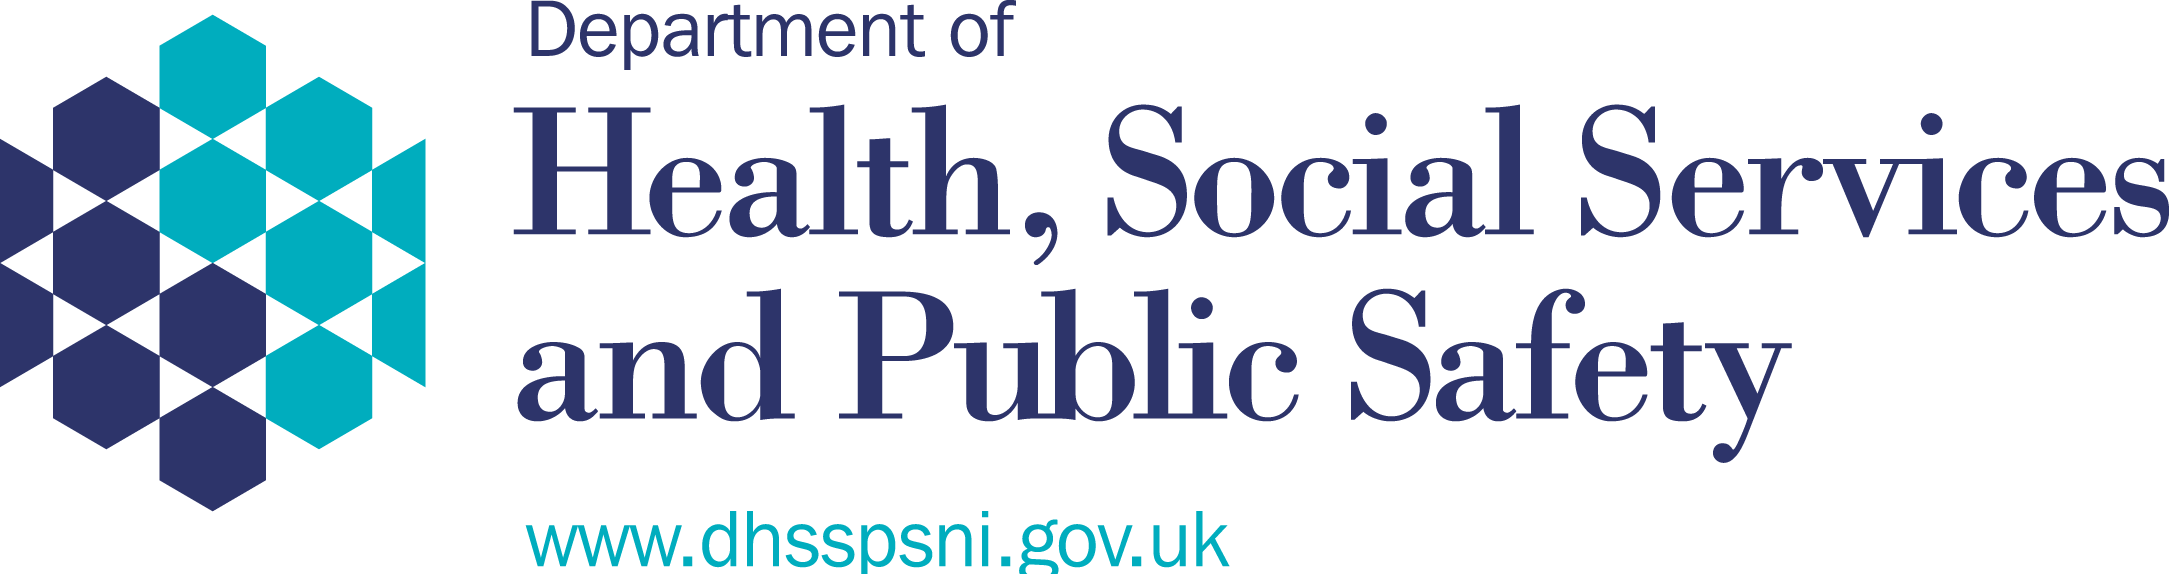 Department of
Health, Social Services
and Public Safety
www.dhsspsni.gov.uk